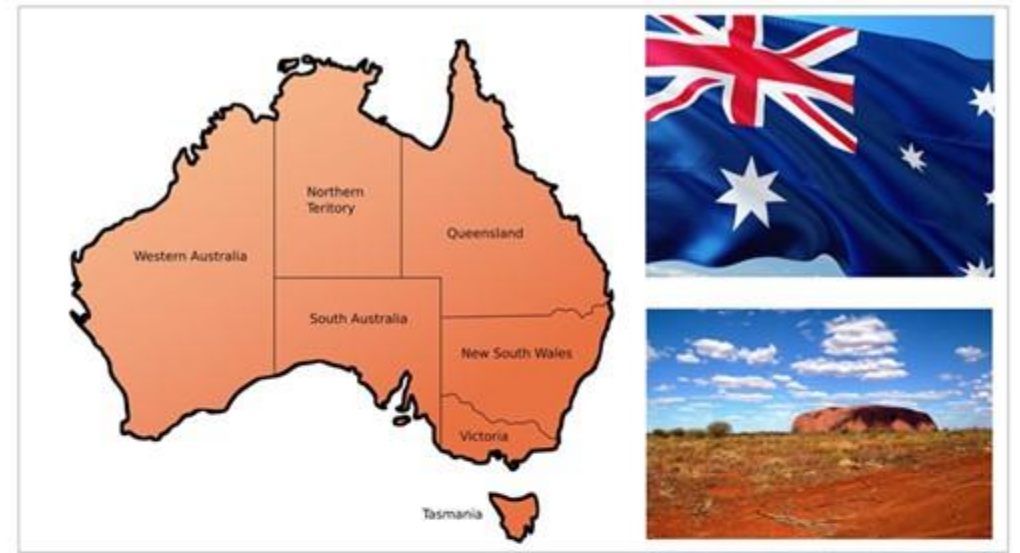 Northern
Teritory
Queensland
Western Australia
South Australia
New South Wales
Victoria
Tasmania